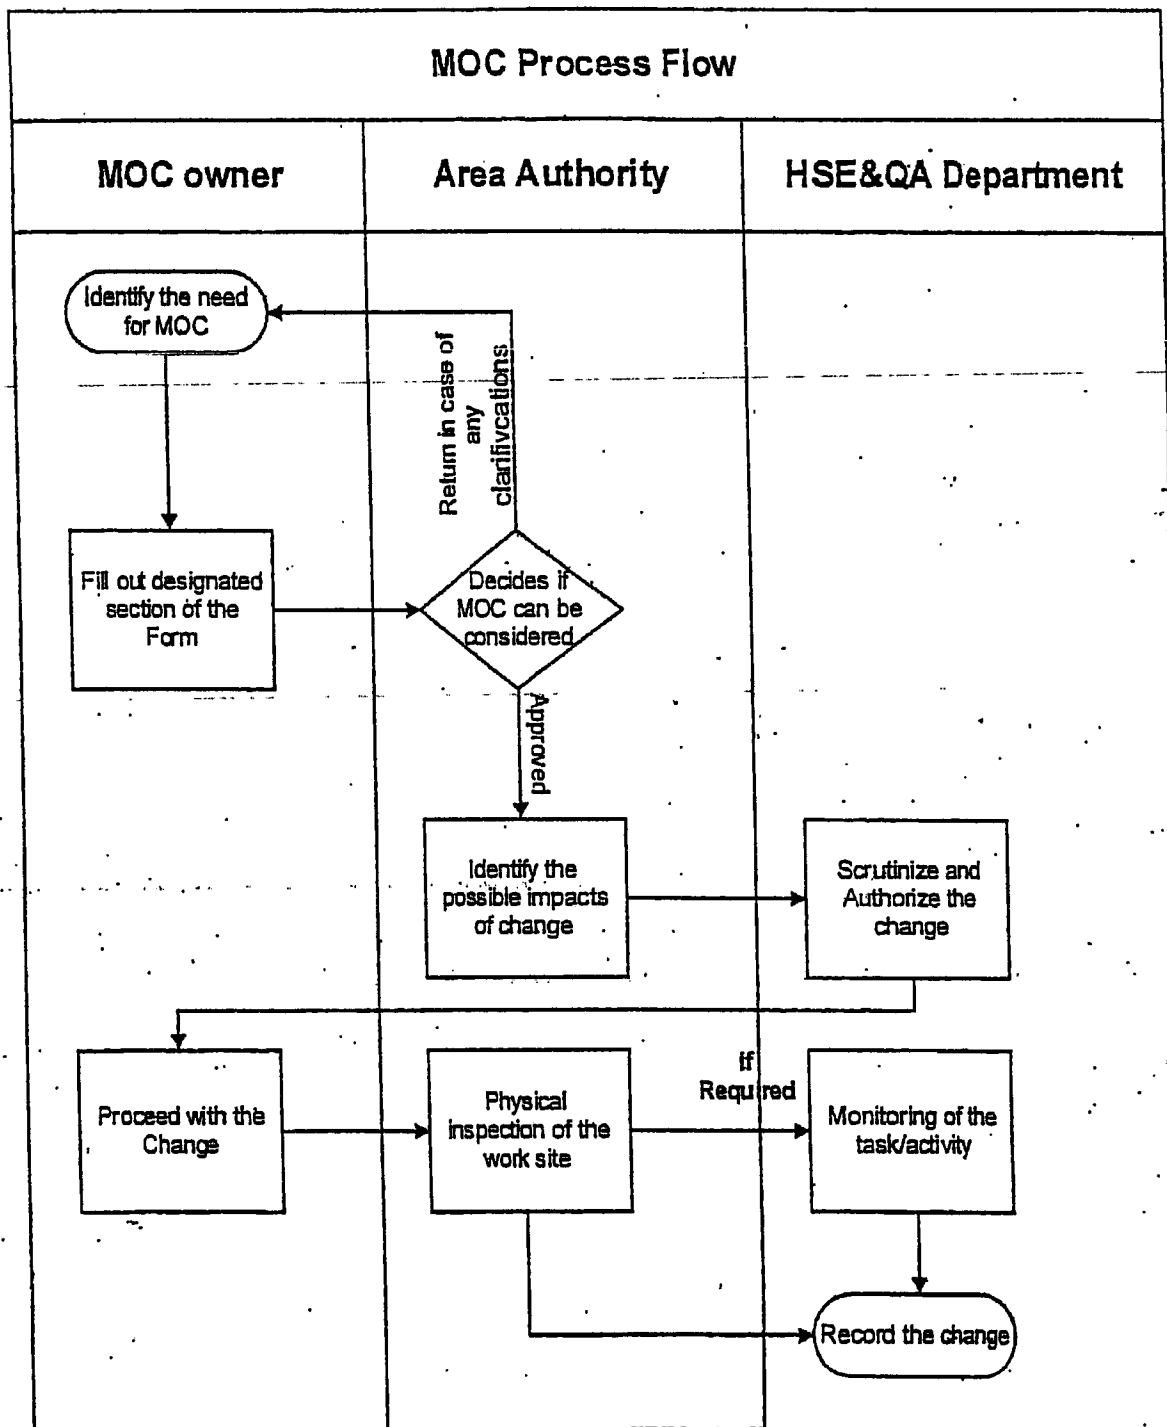 MOC Process Flow
MOC owner
Area Authority
HSE&QA Department
Identify the need
for MOC
Return in case of
any
clarifivcations
Fill out designated
section of the
Form
Decides if
MOC can be
considered
Approved
Identify the
possible impacts
of change
Scrutinize and
Authorize the
change
Proceed with the
Change
Physical
inspection of the
work site
If
Required
Monitoring of the
task/activity
Record the change